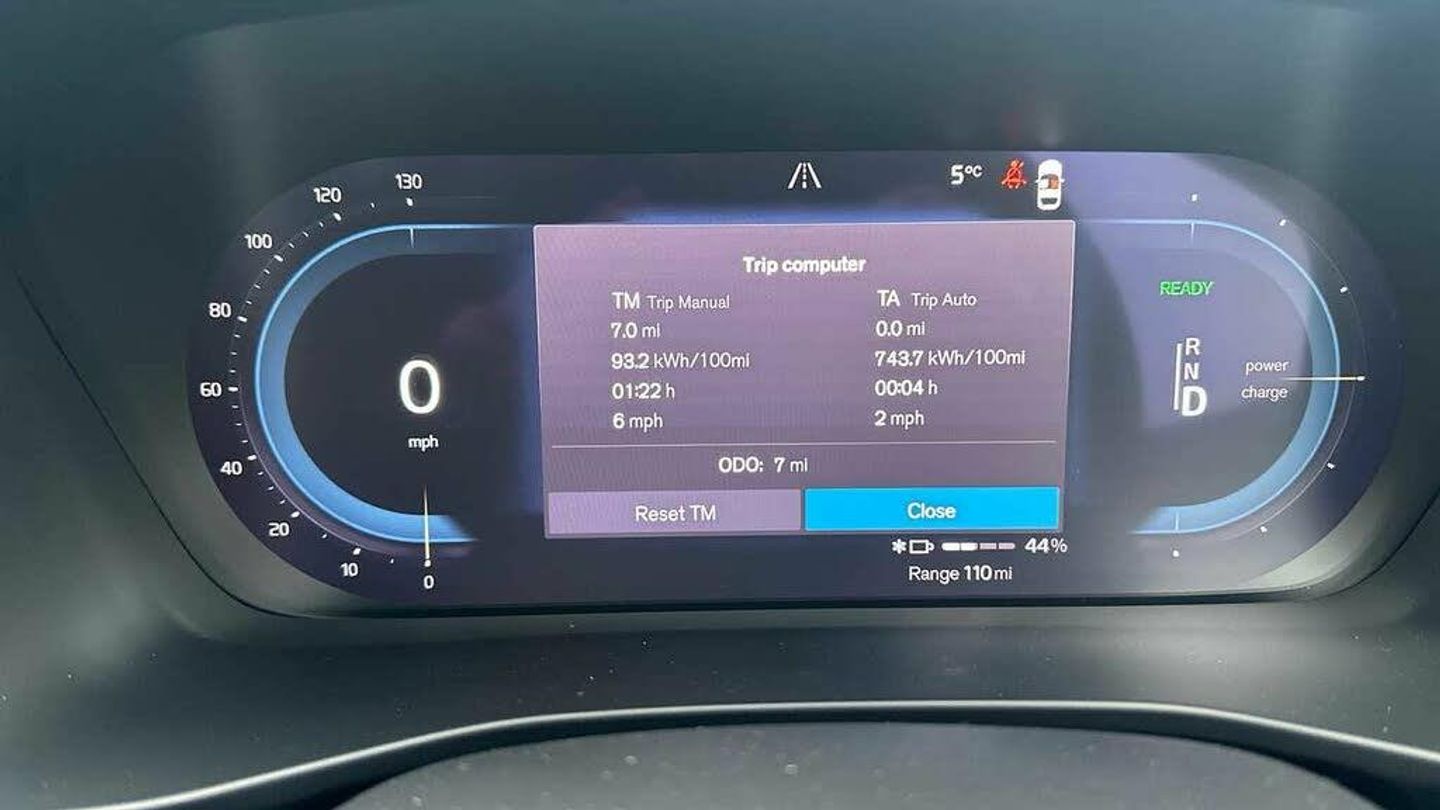 5°C
130
120
100
80
60
40
20
10
0
0
mph
Trip computer
TM Trip Manual
7.0 mi
93.2 kWh/100mi
01:22 h
6 mph
TA Trip Auto
0.0 mi
743.7 kWh/100mi
00:04 h
2 mph
ODO: 7 mi
Reset TM
Close
44%
Range 110 mi
READY
R
N
D
power
charge